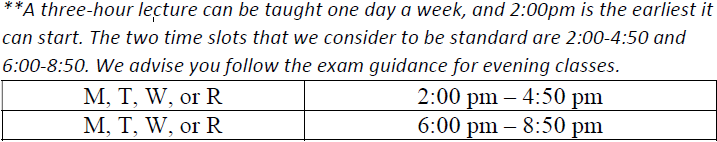 **A three-hour lecture can be taught one day a week, and 2:00pm is the earliest it
can start. The two time slots that we consider to be standard are 2:00-4:50 and
6:00-8:50. We advise you follow the exam guidance for evening classes.
M, T, W, or R 2:00 pm – 4:50 pm
M, T, W, or R 6:00 pm – 8:50 pm